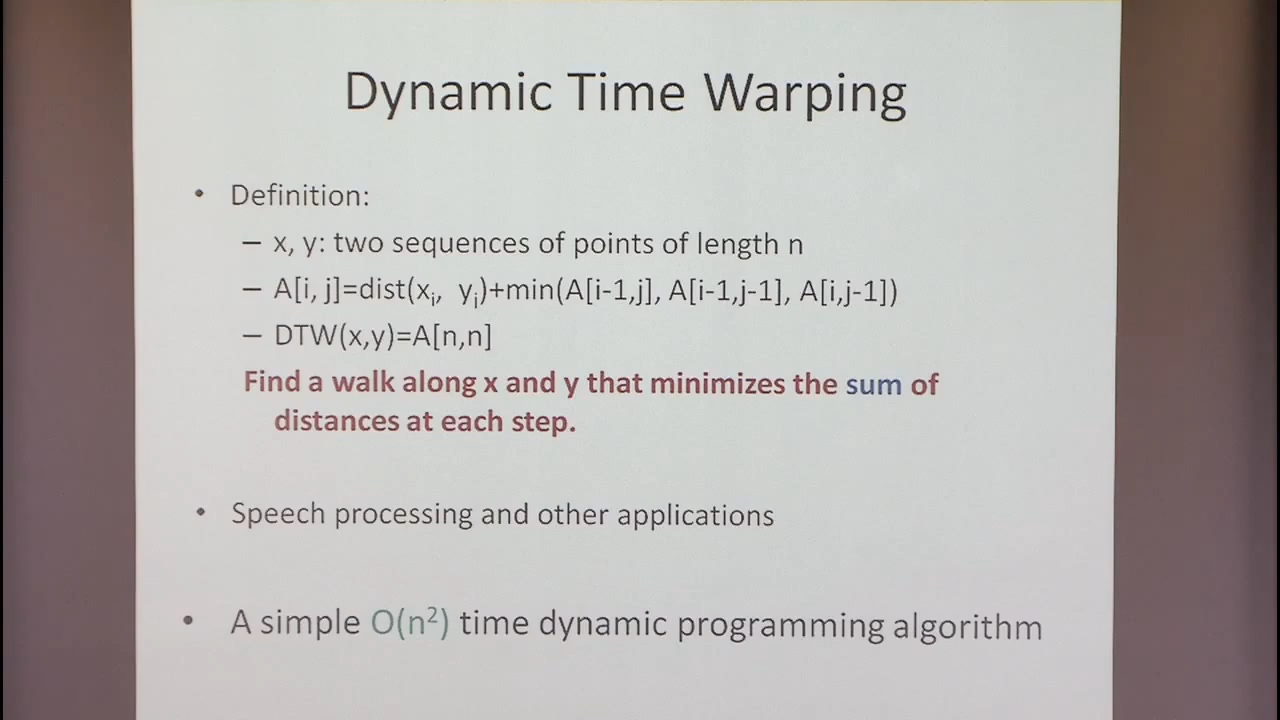 Dynamic Time Warping
• Definition:
– x, y: two sequences of points of length n
– A[i, j]=dist(xᵢ, yⱼ)+min(A[i-1,j], A[i-1,j-1], A[i,j-1])
– DTW(x,y)=A[n,n]
Find a walk along x and y that minimizes the sum of
distances at each step.
• Speech processing and other applications
• A simple O(n²) time dynamic programming algorithm